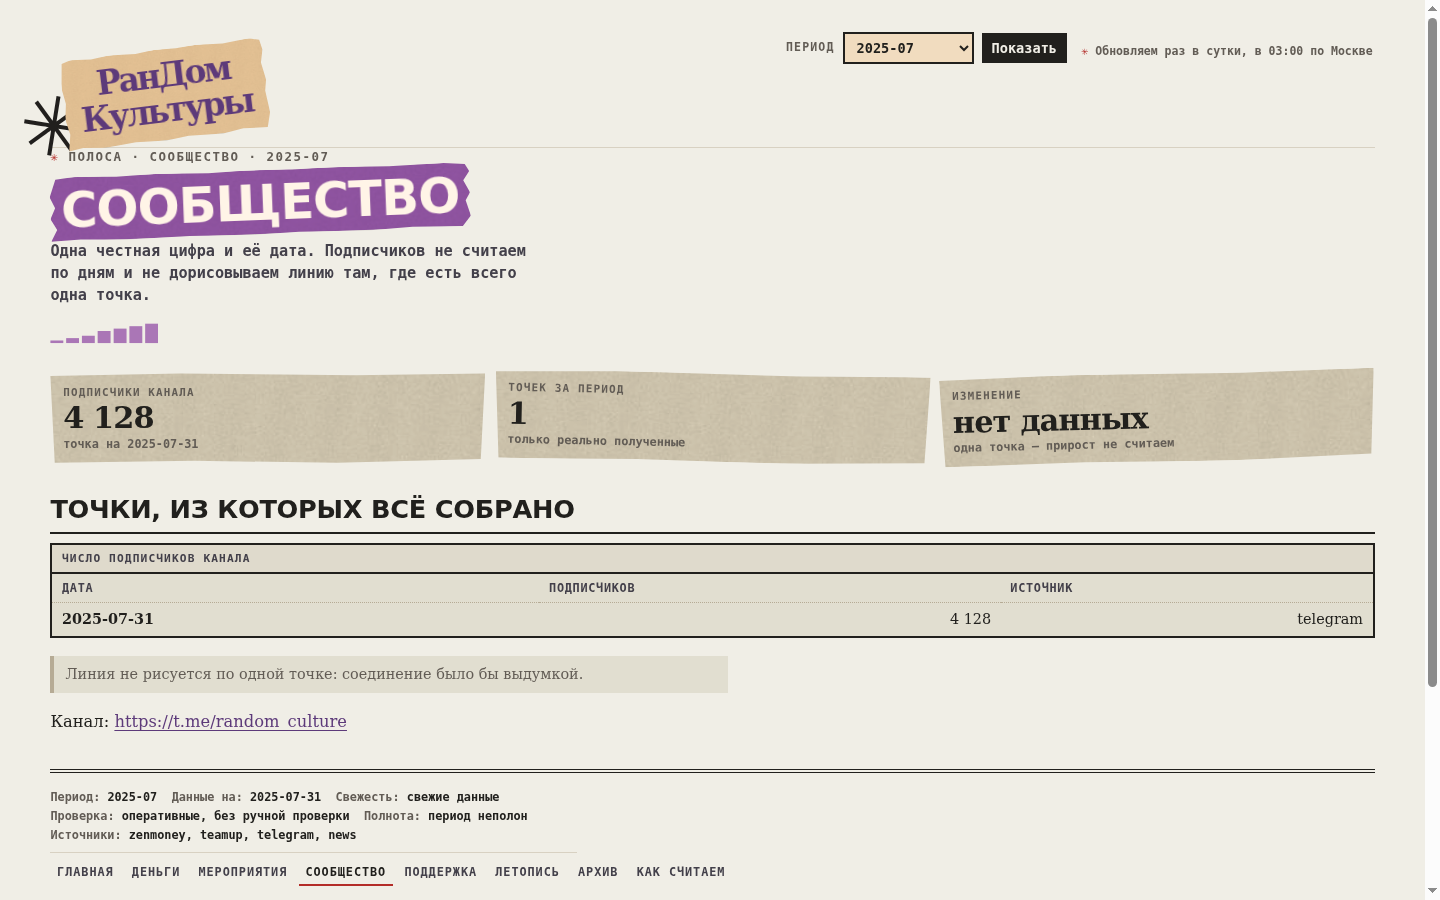 РанДом
Культуры
ПЕРИОД 2025-07 Показать ✳ Обновляем раз в сутки, в 03:00 по Москве
✳ ПОЛОСА · СООБЩЕСТВО · 2025-07
СООБЩЕСТВО
Одна честная цифра и её дата. Подписчиков не считаем
по дням и не дорисовываем линию там, где есть всего
одна точка.
ПОДПИСЧИКИ КАНАЛА
4 128
точка на 2025-07-31
ТОЧЕК ЗА ПЕРИОД
1
только реально полученные
ИЗМЕНЕНИЕ
нет данных
одна точка — прирост не считаем
ТОЧКИ, ИЗ КОТОРЫХ ВСЁ СОБРАНО
ЧИСЛО ПОДПИСЧИКОВ КАНАЛА
ДАТА ПОДПИСЧИКОВ ИСТОЧНИК
2025-07-31 4 128 telegram
Линия не рисуется по одной точке: соединение было бы выдумкой.
Канал: https://t.me/random_culture
Период: 2025-07 Данные на: 2025-07-31 Свежесть: свежие данные
Проверка: оперативные, без ручной проверки Полнота: период неполон
Источники: zenmoney, teamup, telegram, news
ГЛАВНАЯ ДЕНЬГИ МЕРОПРИЯТИЯ СООБЩЕСТВО ПОДДЕРЖКА ЛЕТОПИСЬ АРХИВ КАК СЧИТАЕМ